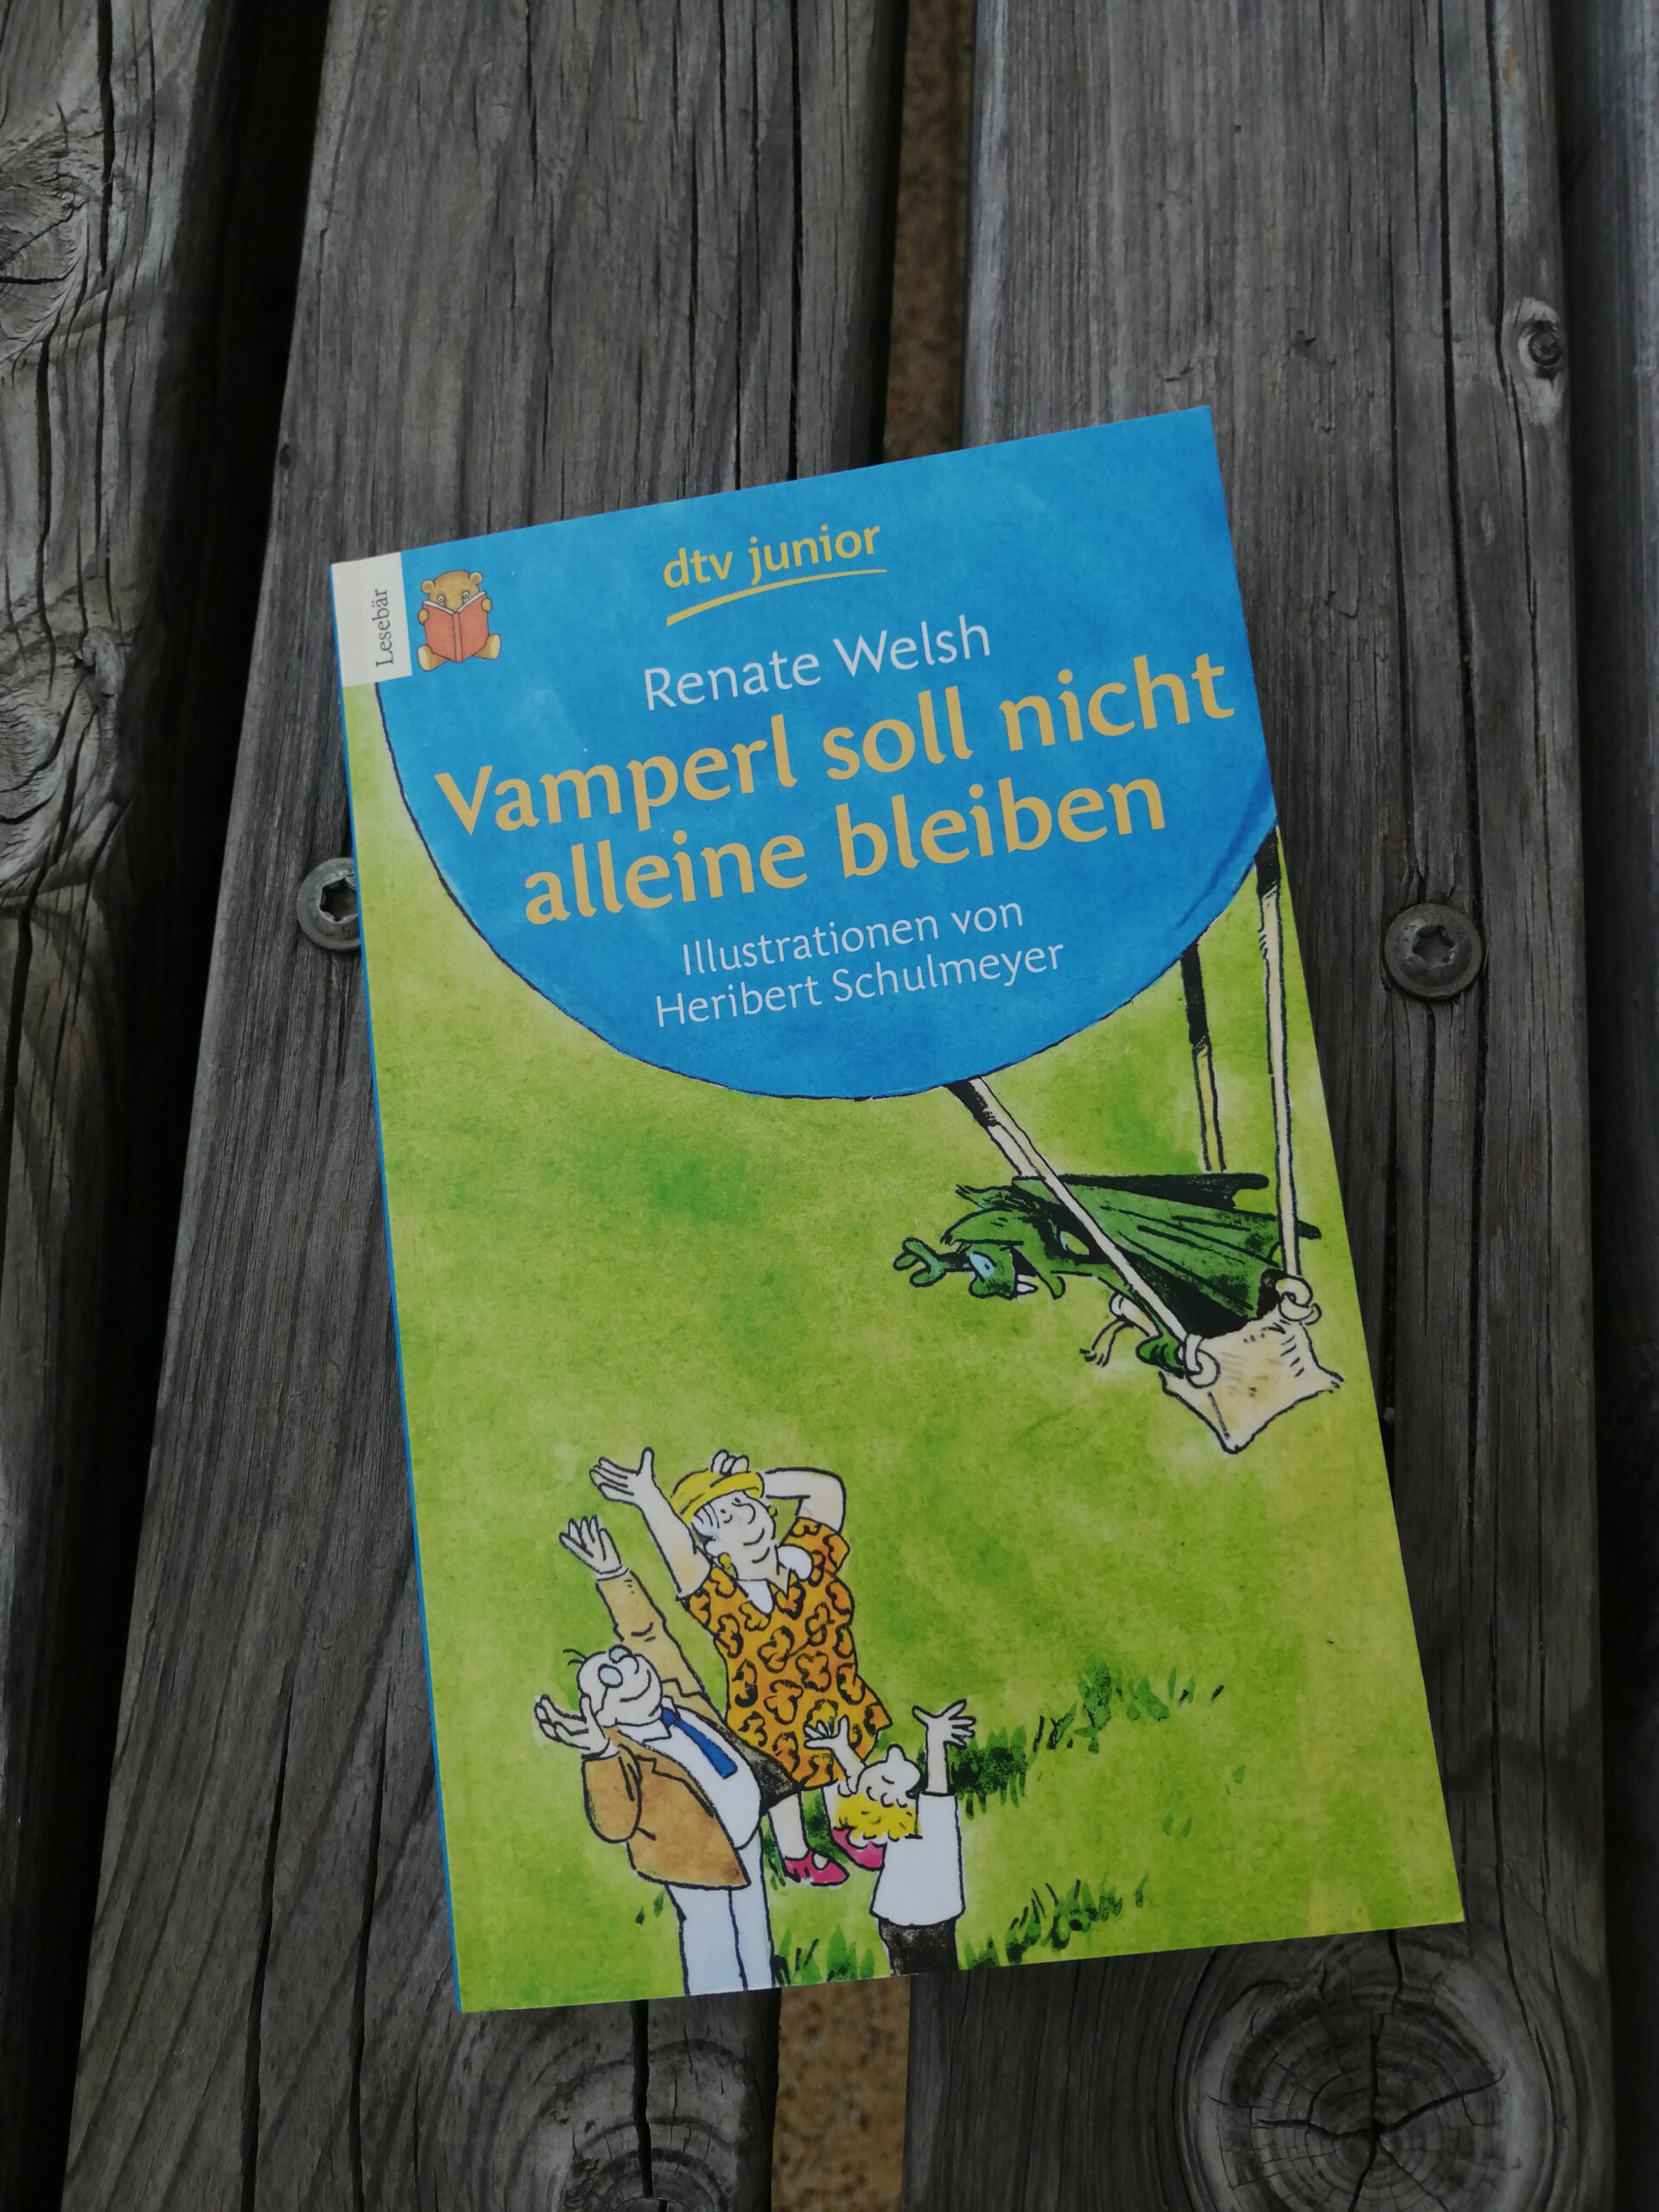 Lesebär
dtv junior
Renate Welsh
Vamperl soll nicht
alleine bleiben
Illustrationen von
Heribert Schulmeyer